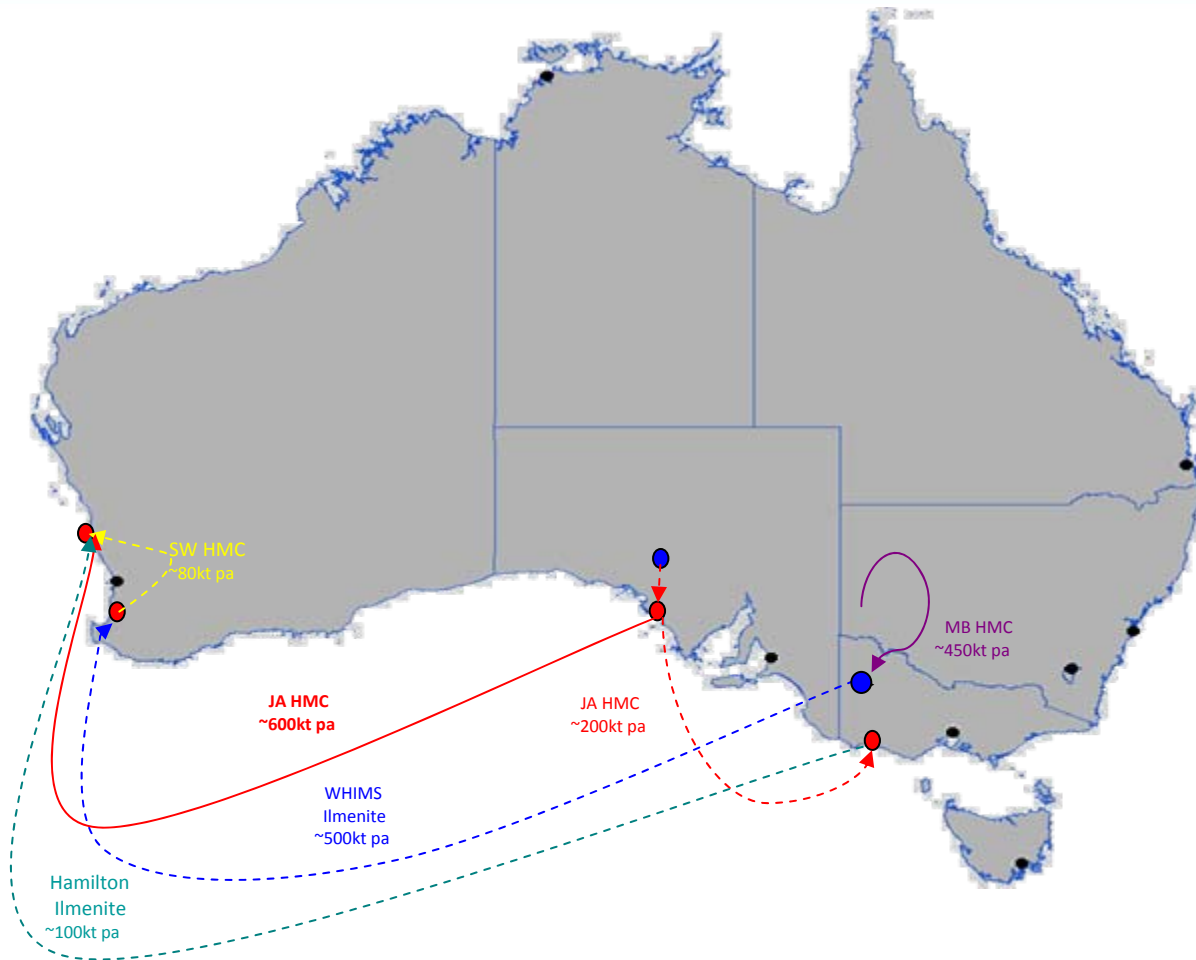 SW HMC
~80kt pa
MB HMC
~450kt pa
JA HMC
~600kt pa
JA HMC
~200kt pa
WHIMS
Ilmenite
~500kt pa
Hamilton
Ilmenite
~100kt pa